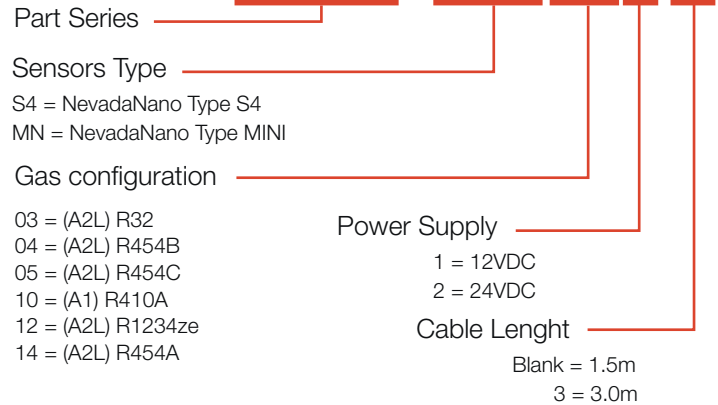 Part Series
Sensors Type
S4 = NevadaNano Type S4
MN = NevadaNano Type MINI
Gas configuration
03 = (A2L) R32
04 = (A2L) R454B
05 = (A2L) R454C
10 = (A1) R410A
12 = (A2L) R1234ze
14 = (A2L) R454A
Power Supply
1 = 12VDC
2 = 24VDC
Cable Lenght
Blank = 1.5m
3 = 3.0m